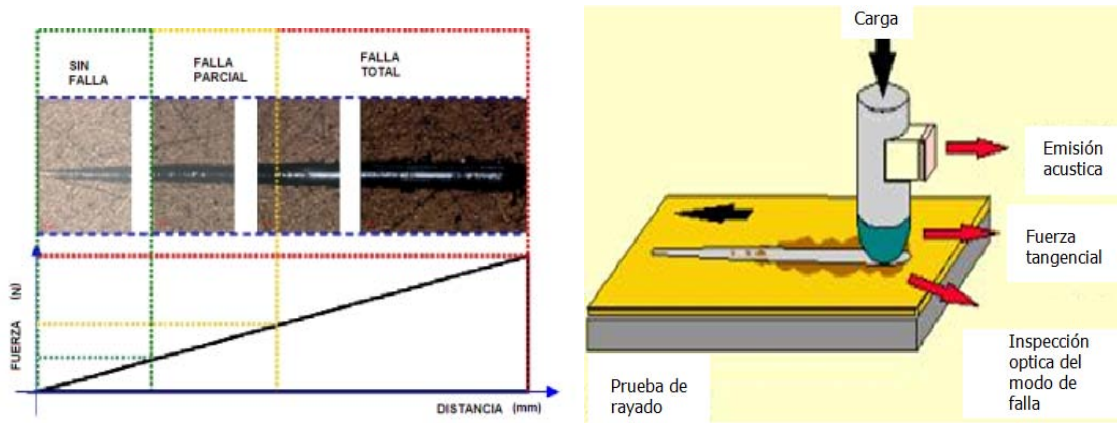 SIN
FALLA
FALLA
PARCIAL
FALLA
TOTAL
FUERZA (N)
DISTANCIA (mm)
Carga
Emisión
acustica
Fuerza
tangencial
Inspección
optica del
modo de
falla
Prueba de
rayado